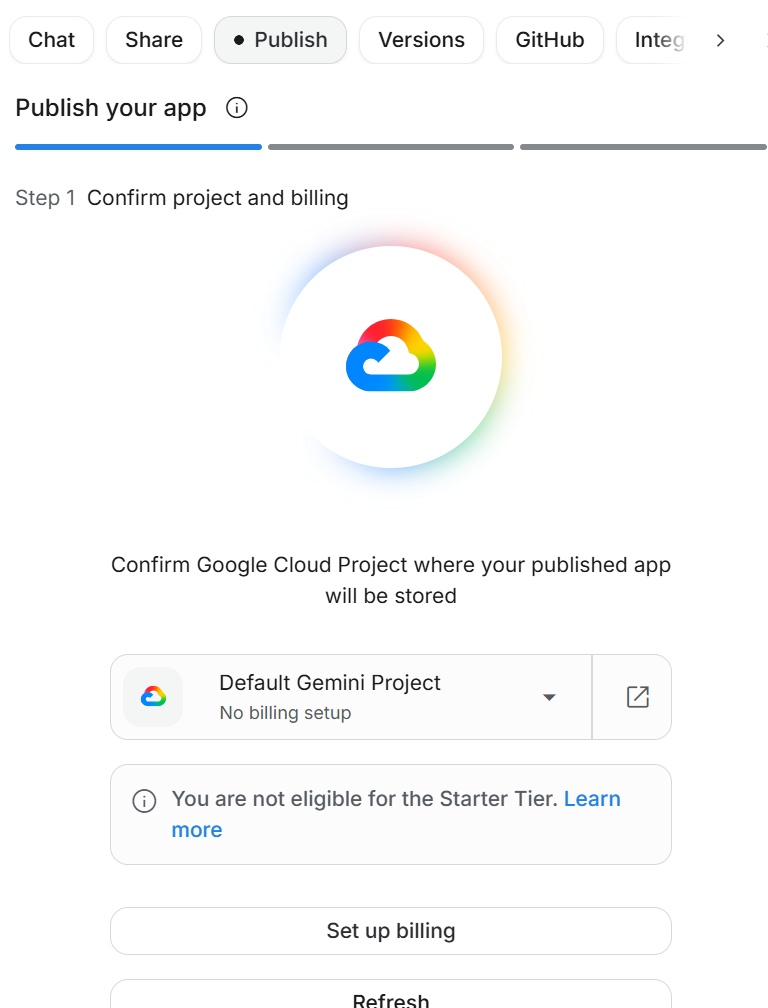 Chat Share Publish Versions GitHub Integ
Publish your app
Step 1 Confirm project and billing
Confirm Google Cloud Project where your published app
will be stored
Default Gemini Project
No billing setup
You are not eligible for the Starter Tier. Learn
more
Set up billing
Refresh